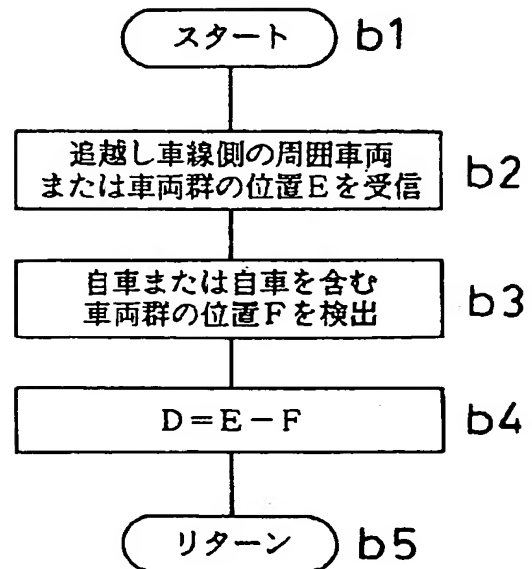 スタート b1
追越し車線側の周囲車両 b2
または車両群の位置Eを受信
自車または自車を含む b3
車両群の位置Fを検出
D=E-F b4
リターン b5